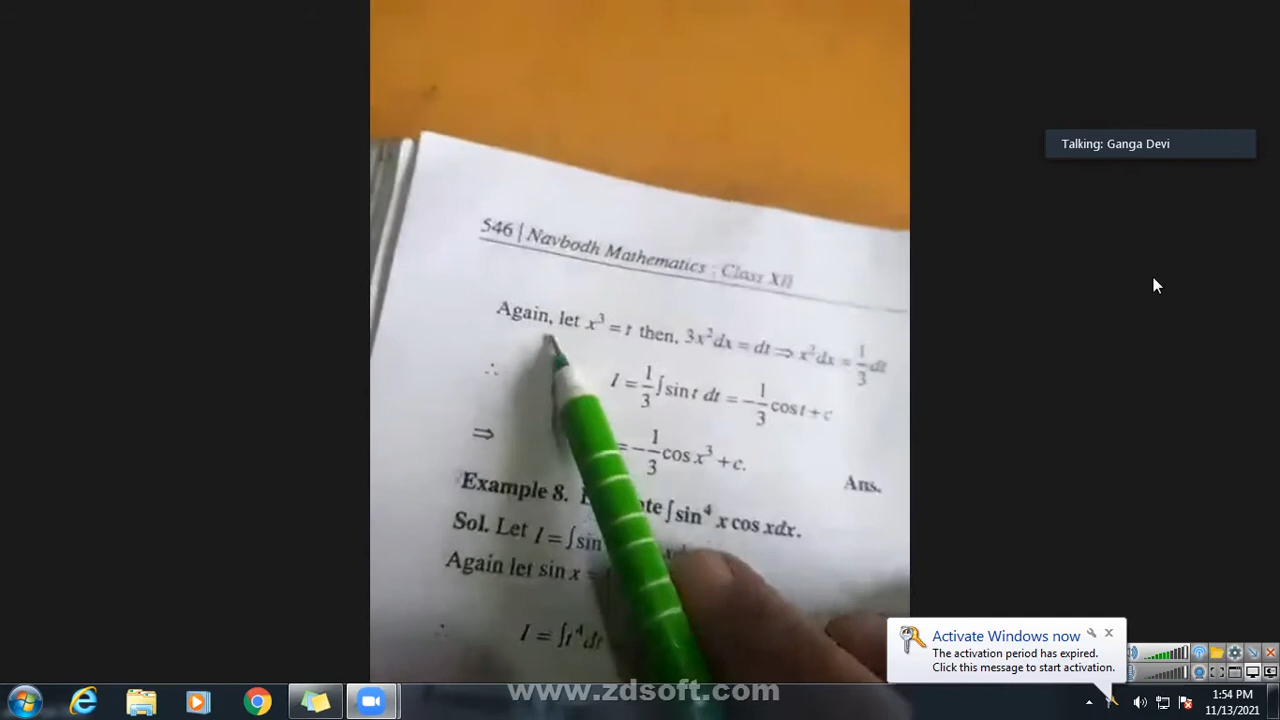 Talking: Ganga Devi
546 | Navbodh Mathematics : Class XII
Again, let x³ = t then, 3x²dx = dt ⇒ x²dx = 1/3 dt
∴ I = 1/3 ∫ sin t dt = -1/3 cos t + c
⇒ = -1/3 cos x³ + c.
Ans.
Example 8. ∫ sin⁴ x cos xdx.
Sol. Let I = ∫ sin
Again let sin x =
∴ I = ∫ t⁴ dt
Activate Windows now
The activation period has expired.
Click this message to start activation.
www.zdsoft.com
1:54 PM
11/13/2021